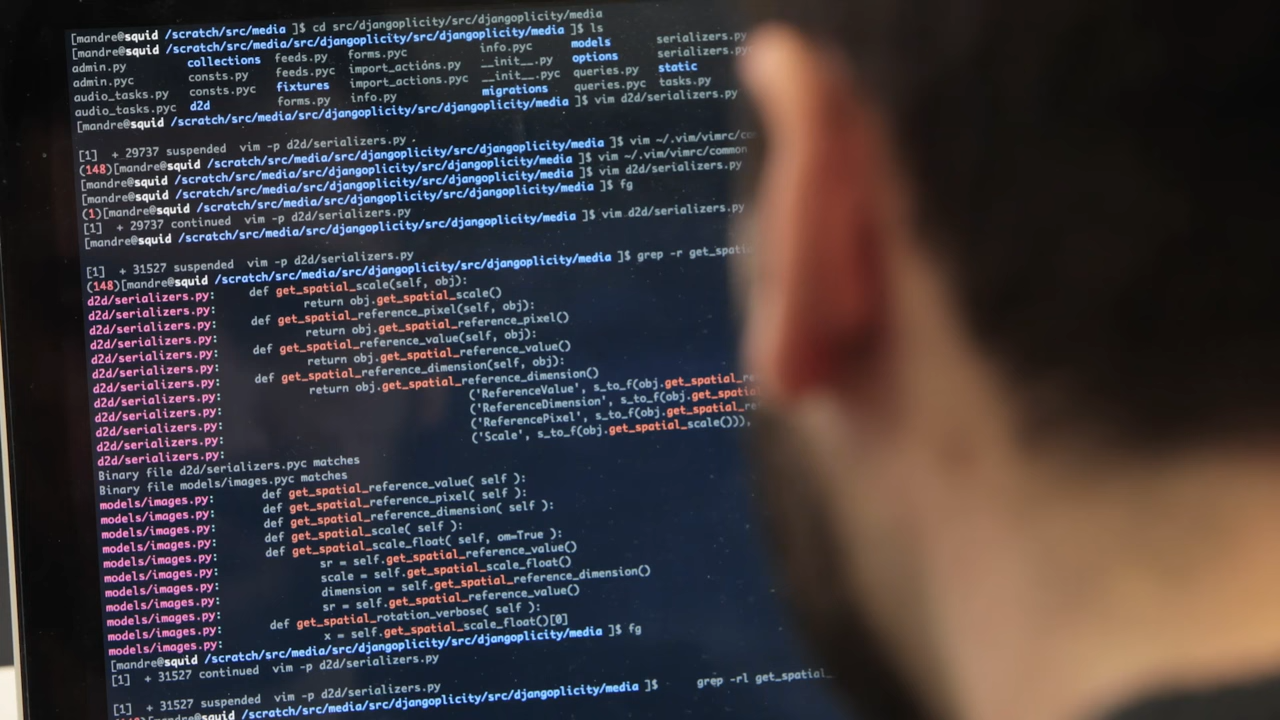 [mandre@squid /scratch/src/media ]$ cd src/djangoplicity/src/djangoplicity/media
[mandre@squid /scratch/src/media/src/djangoplicity/src/djangoplicity/media ]$ ls
admin.py collections feeds.py forms.pyc info.pyc models serializers.py
admin.pyc consts.py feeds.pyc import_actions.py __init__.py options serializers.pyc
audio_tasks.py consts.pyc fixtures import_actions.pyc __init__.pyc queries.py static
audio_tasks.pyc d2d forms.py info.py migrations queries.pyc tasks.py
[mandre@squid /scratch/src/media/src/djangoplicity/src/djangoplicity/media ]$ vim d2d/serializers.py
[1] + 29737 suspended vim -p d2d/serializers.py
(148)[mandre@squid /scratch/src/media/src/djangoplicity/src/djangoplicity/media ]$ vim ~/.vim/vimrc/co
[mandre@squid /scratch/src/media/src/djangoplicity/src/djangoplicity/media ]$ vim ~/.vim/vimrc/common
[mandre@squid /scratch/src/media/src/djangoplicity/src/djangoplicity/media ]$ vim d2d/serializers.py
(1)[mandre@squid /scratch/src/media/src/djangoplicity/src/djangoplicity/media ]$ fg
[1] + 29737 continued vim -p d2d/serializers.py
[mandre@squid /scratch/src/media/src/djangoplicity/src/djangoplicity/media ]$ vim d2d/serializers.py
[1] + 31527 suspended vim -p d2d/serializers.py
(148)[mandre@squid /scratch/src/media/src/djangoplicity/src/djangoplicity/media ]$ grep -r get_spati
d2d/serializers.py: def get_spatial_scale(self, obj):
d2d/serializers.py: return obj.get_spatial_scale()
d2d/serializers.py: def get_spatial_reference_pixel(self, obj):
d2d/serializers.py: return obj.get_spatial_reference_pixel()
d2d/serializers.py: def get_spatial_reference_value(self, obj):
d2d/serializers.py: return obj.get_spatial_reference_value()
d2d/serializers.py: def get_spatial_reference_dimension(self, obj):
d2d/serializers.py: return obj.get_spatial_reference_dimension()
d2d/serializers.py: ('ReferenceValue', s_to_f(obj.get_spatial_re
d2d/serializers.py: ('ReferenceDimension', s_to_f(obj.get_spatia
d2d/serializers.py: ('ReferencePixel', s_to_f(obj.get_spatial_re
d2d/serializers.py: ('Scale', s_to_f(obj.get_spatial_scale())),
Binary file d2d/serializers.pyc matches
Binary file models/images.pyc matches
models/images.py: def get_spatial_reference_value( self ):
models/images.py: def get_spatial_reference_pixel( self ):
models/images.py: def get_spatial_reference_dimension( self ):
models/images.py: def get_spatial_scale( self ):
models/images.py: def get_spatial_scale_float( self, om=True ):
models/images.py: sr = self.get_spatial_reference_value()
models/images.py: scale = self.get_spatial_scale_float()
models/images.py: dimension = self.get_spatial_reference_dimension()
models/images.py: sr = self.get_spatial_reference_value()
models/images.py: def get_spatial_rotation_verbose( self ):
models/images.py: x = self.get_spatial_scale_float()[0]
[mandre@squid /scratch/src/media/src/djangoplicity/src/djangoplicity/media ]$ fg
[1] + 31527 continued vim -p d2d/serializers.py
[1] + 31527 suspended vim -p d2d/serializers.py
(148)[mandre@squid /scratch/src/media/src/djangoplicity/src/djangoplicity/media ]$ grep -rl get_spatial_